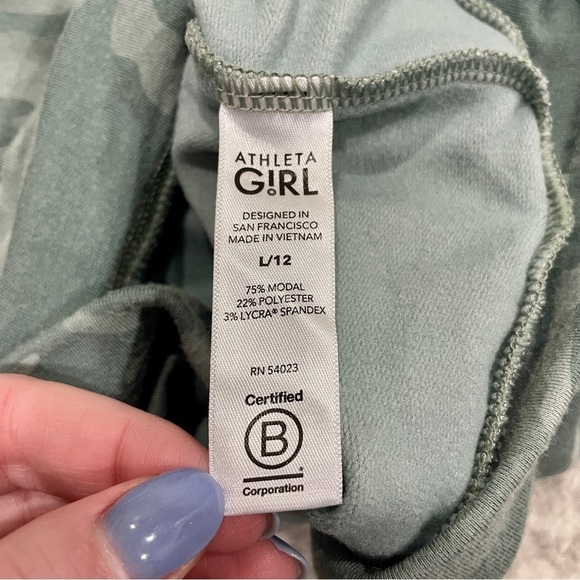 ATHLETA
G!RL
DESIGNED IN
SAN FRANCISCO
MADE IN VIETNAM
L/12
75% MODAL
22% POLYESTER
3% LYCRA® SPANDEX
RN 54023
Certified
B
Corporation